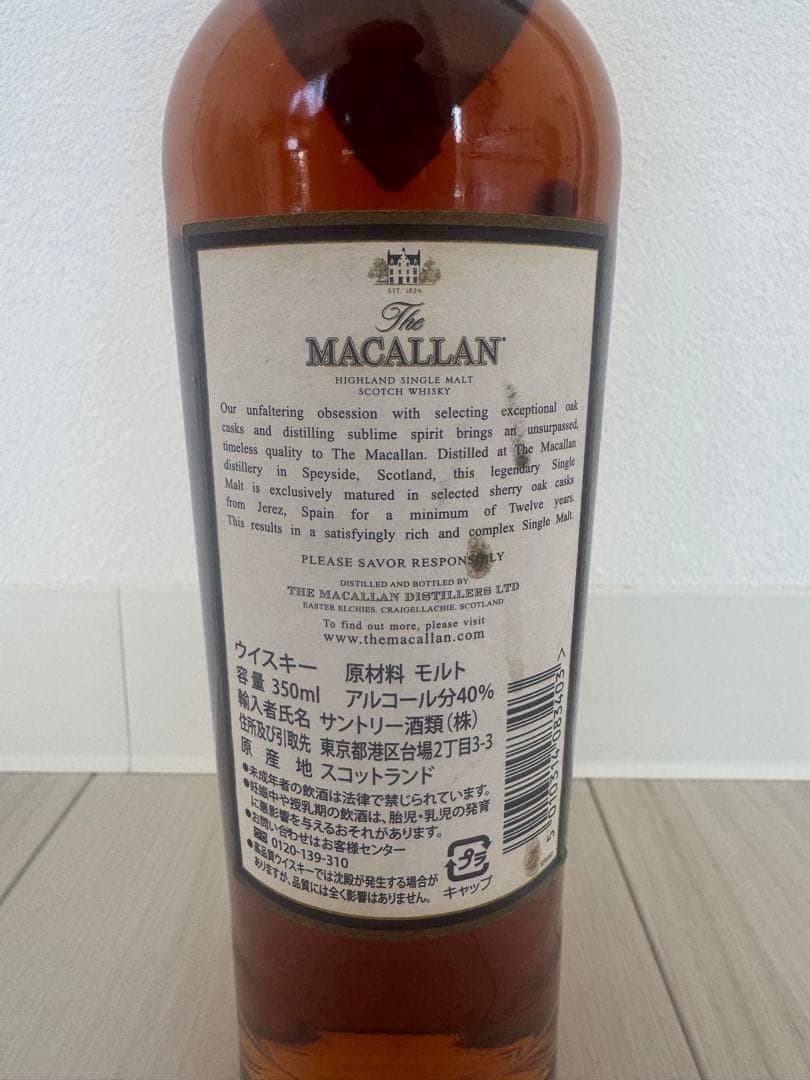 EST. 1824
The
MACALLAN
HIGHLAND SINGLE MALT
SCOTCH WHISKY
Our unfaltering obsession with selecting exceptional oak
casks and distilling sublime spirit brings an unsurpassed,
timeless quality to The Macallan. Distilled at The Macallan
distillery in Speyside, Scotland, this legendary Single
Malt is exclusively matured in selected sherry oak casks
from Jerez, Spain for a minimum of Twelve years.
This results in a satisfyingly rich and complex Single Malt.
PLEASE SAVOR RESPONSIBLY
DISTILLED AND BOTTLED BY
THE MACALLAN DISTILLERS LTD
EASTER ELCHIES, CRAIGELLACHIE, SCOTLAND
To find out more, please visit
www.themacallan.com
ウイスキー 原材料 モルト
容量 350ml アルコール分40%
輸入者氏名 サントリー酒類(株)
住所及び引取先 東京都港区台場2丁目3-3
原産地 スコットランド
●未成年者の飲酒は法律で禁じられています。
●妊娠中や授乳期の飲酒は、胎児・乳児の発育
に悪影響を与えるおそれがあります。
●お問い合わせはお客様センター
0120-139-310
●高品質ウイスキーでは沈殿が発生する場合が
ありますが、品質には全く影響はありません。
プラ
キャップ
5 010314 083403 >